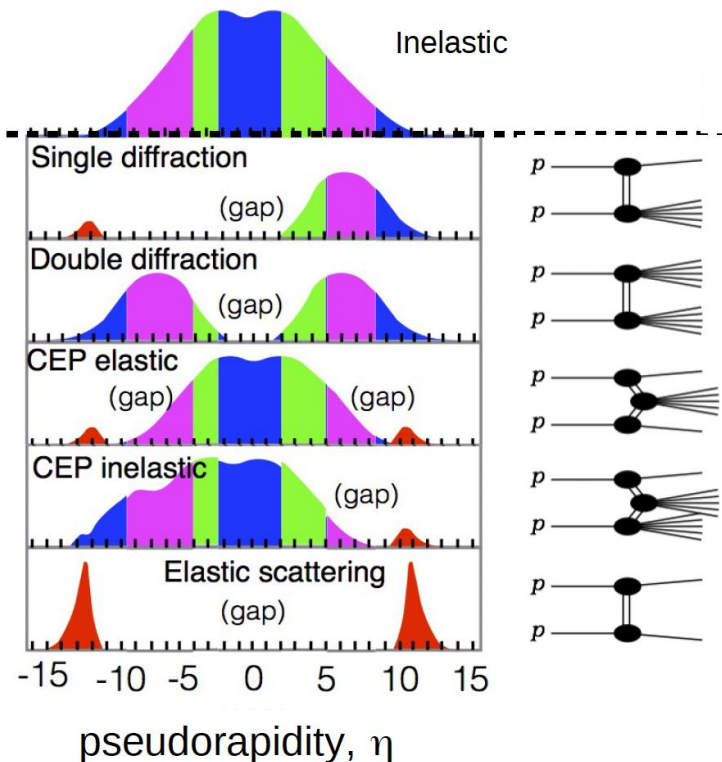 Inelastic
Single diffraction
(gap)
p
p
Double diffraction
(gap)
p
p
CEP elastic
(gap)
(gap)
p
p
CEP inelastic
(gap)
p
p
Elastic scattering
(gap)
p
p
-15 -10 -5 0 5 10 15
pseudorapidity, η